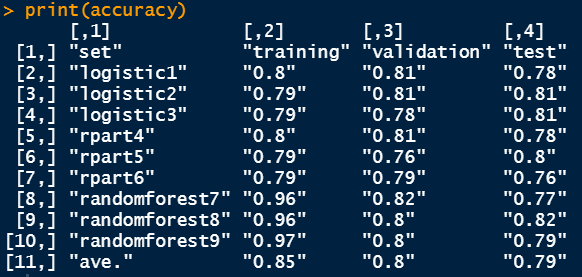 > print(accuracy)
[,1] [,2] [,3] [,4]
[1,] "set" "training" "validation" "test"
[2,] "logistic1" "0.8" "0.81" "0.78"
[3,] "logistic2" "0.79" "0.81" "0.81"
[4,] "logistic3" "0.79" "0.78" "0.81"
[5,] "rpart4" "0.8" "0.81" "0.78"
[6,] "rpart5" "0.79" "0.76" "0.8"
[7,] "rpart6" "0.79" "0.79" "0.76"
[8,] "randomforest7" "0.96" "0.82" "0.77"
[9,] "randomforest8" "0.96" "0.8" "0.82"
[10,] "randomforest9" "0.97" "0.8" "0.79"
[11,] "ave." "0.85" "0.8" "0.79"